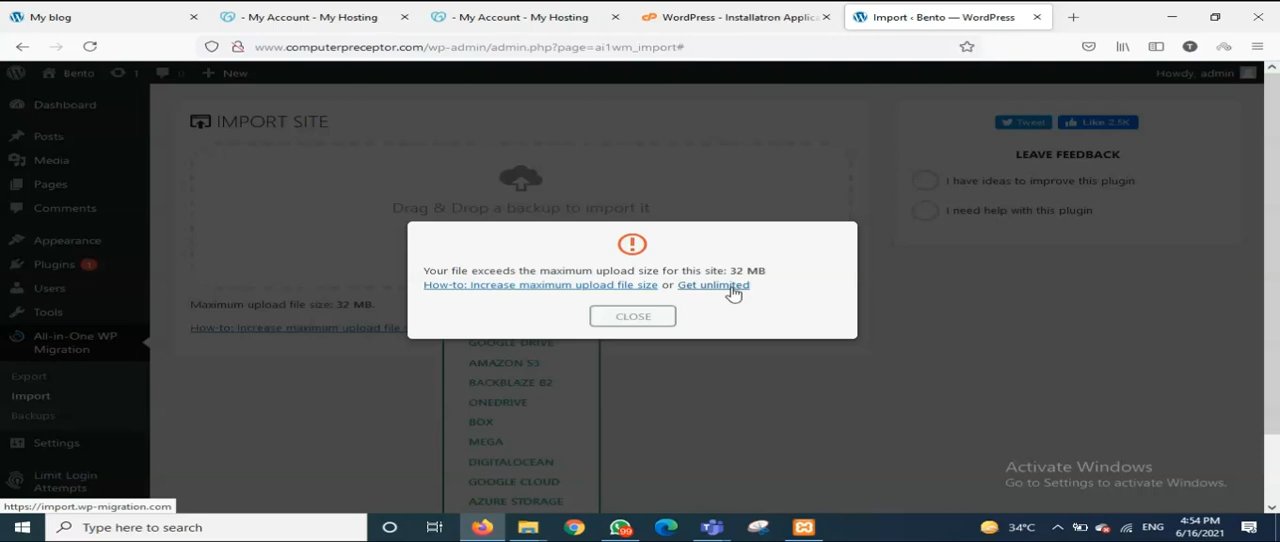 My blog
- My Account - My Hosting
- My Account - My Hosting
WordPress - Installatron Applica
Import ‹ Bento — WordPress
www.computerpreceptor.com/wp-admin/admin.php?page=ai1wm_import#
Bento
1
0
New
Howdy, admin
Dashboard
Posts
Media
Pages
Comments
Appearance
Plugins 1
Users
Tools
All-in-One WP
Migration
Export
Import
Backups
Settings
Limit Login
Attempts
IMPORT SITE
Drag & Drop a backup to import it
Maximum upload file size: 32 MB.
How-to: Increase maximum upload file
Your file exceeds the maximum upload size for this site: 32 MB
How-to: Increase maximum upload file size or Get unlimited
CLOSE
GOOGLE DRIVE
AMAZON S3
BACKBLAZE B2
ONEDRIVE
BOX
MEGA
DIGITALOCEAN
GOOGLE CLOUD
AZURE STORAGE
Tweet
Like 2.5K
LEAVE FEEDBACK
I have ideas to improve this plugin
I need help with this plugin
Activate Windows
Go to Settings to activate Windows.
https://import.wp-migration.com
Type here to search
99
34°C
ENG
4:54 PM
6/16/2021